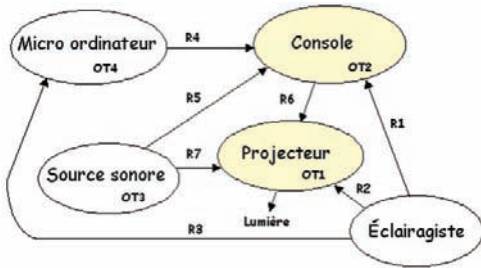 Micro ordinateur
OT4
R4
Console
OT2
R5
R6
R1
Source sonore
OT3
R7
Projecteur
OT1
R2
Lumière
R3
Éclairagiste